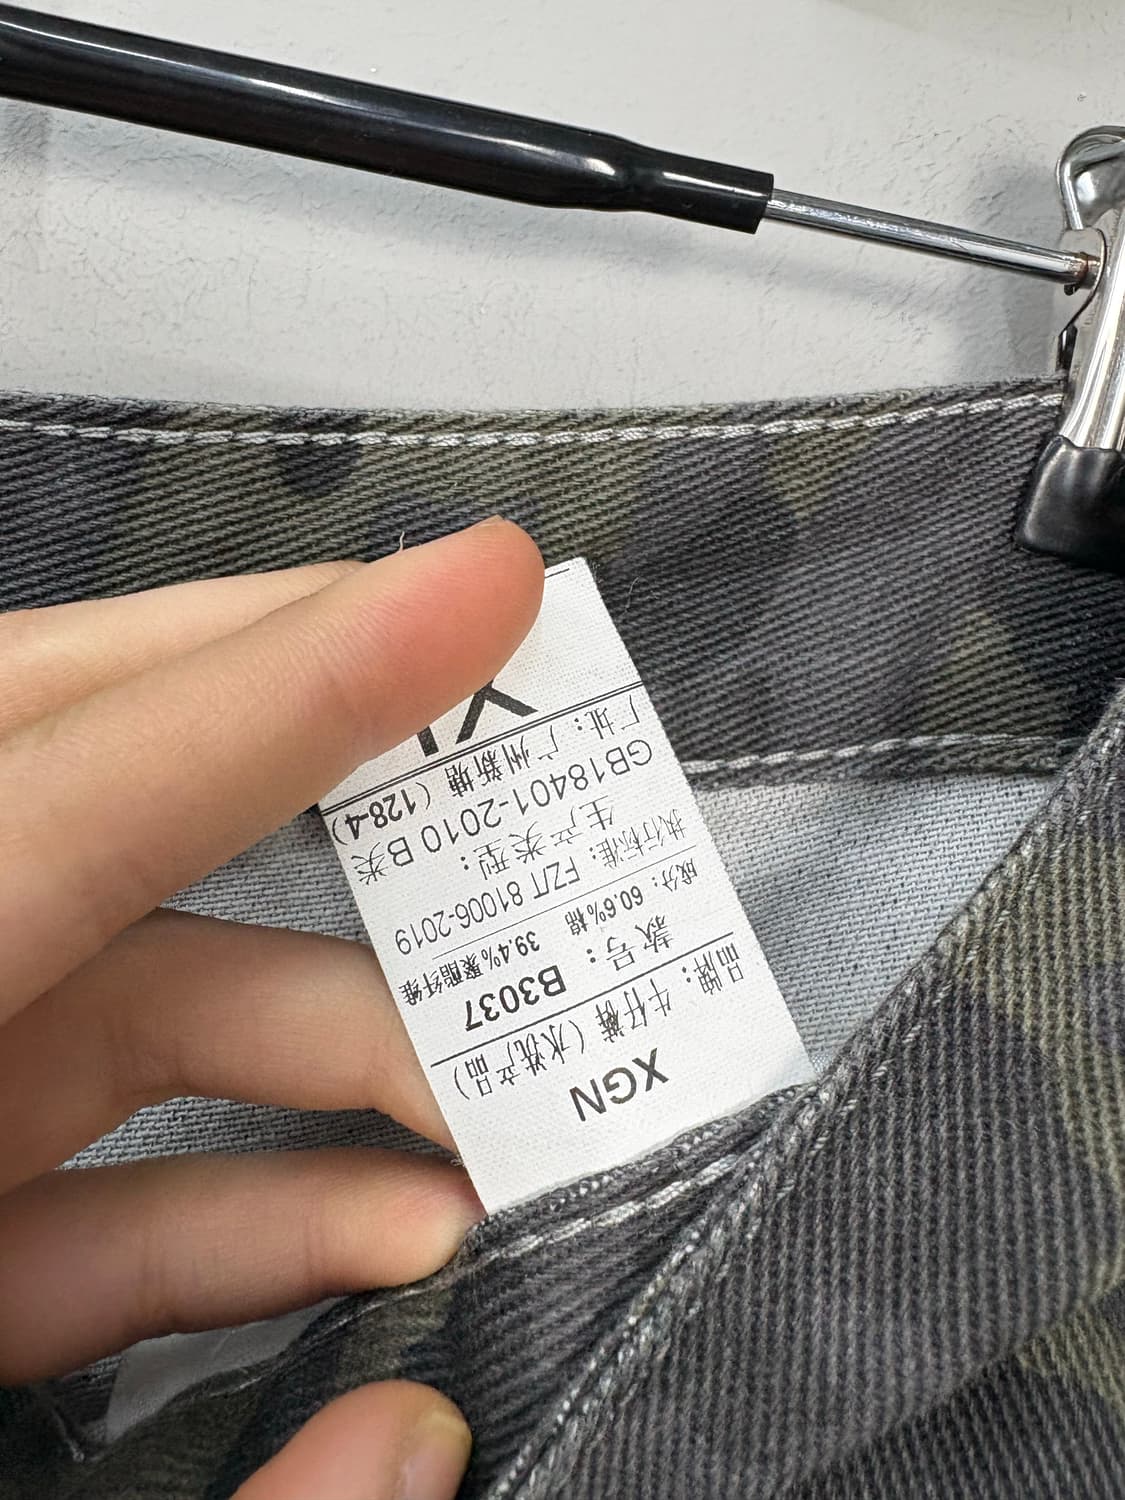 XGN
牛仔裤（水洗产品）
品牌：
款号： B3037
成分： 60.6%棉 39.4%聚酯纤维
执行标准： FZ/T 81006-2019
生产类型：
GB18401-2010 B类
厂址：广州新塘（128-4）